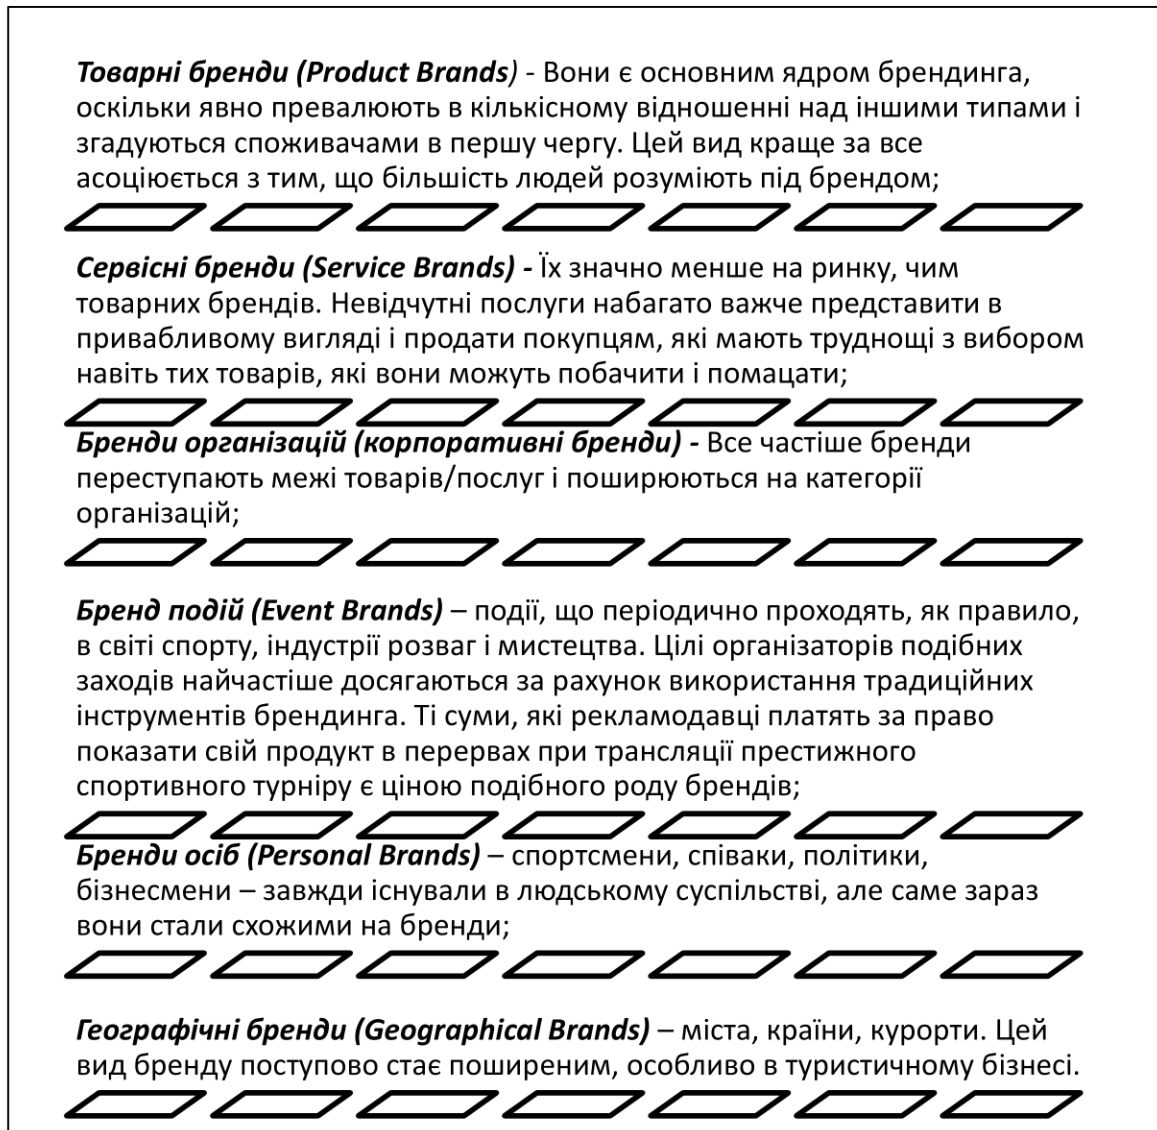 Товарні бренди (Product Brands) - Вони є основним ядром брендинга,
оскільки явно превалюють в кількісному відношенні над іншими типами і
згадуються споживачами в першу чергу. Цей вид краще за все
асоціюється з тим, що більшість людей розуміють під брендом;
Сервісні бренди (Service Brands) - Їх значно менше на ринку, чим
товарних брендів. Невідчутні послуги набагато важче представити в
привабливому вигляді і продати покупцям, які мають труднощі з вибором
навіть тих товарів, які вони можуть побачити і помацати;
Бренди організацій (корпоративні бренди) - Все частіше бренди
переступають межі товарів/послуг і поширюються на категорії
організацій;
Бренд подій (Event Brands) – події, що періодично проходять, як правило,
в світі спорту, індустрії розваг і мистецтва. Цілі організаторів подібних
заходів найчастіше досягаються за рахунок використання традиційних
інструментів брендинга. Ті суми, які рекламодавці платять за право
показати свій продукт в перервах при трансляції престижного
спортивного турніру є ціною подібного роду брендів;
Бренди осіб (Personal Brands) – спортсмени, співаки, політики,
бізнесмени – завжди існували в людському суспільстві, але саме зараз
вони стали схожими на бренди;
Географічні бренди (Geographical Brands) – міста, країни, курорти. Цей
вид бренду поступово стає поширеним, особливо в туристичному бізнесі.